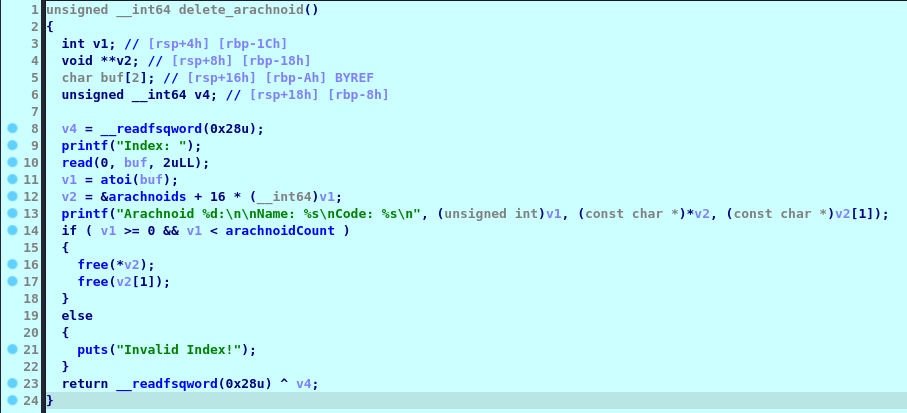 1 unsigned __int64 delete_arachnoid()
2 {
3 int v1; // [rsp+4h] [rbp-1Ch]
4 void **v2; // [rsp+8h] [rbp-18h]
5 char buf[2]; // [rsp+16h] [rbp-Ah] BYREF
6 unsigned __int64 v4; // [rsp+18h] [rbp-8h]
7
8 v4 = __readfsqword(0x28u);
9 printf("Index: ");
10 read(0, buf, 2uLL);
11 v1 = atoi(buf);
12 v2 = &arachnoids + 16 * (__int64)v1;
13 printf("Arachnoid %d:\n\nName: %s\nCode: %s\n", (unsigned int)v1, (const char *)*v2, (const char *)v2[1]);
14 if ( v1 >= 0 && v1 < arachnoidCount )
15 {
16 free(*v2);
17 free(v2[1]);
18 }
19 else
20 {
21 puts("Invalid Index!");
22 }
23 return __readfsqword(0x28u) ^ v4;
24 }